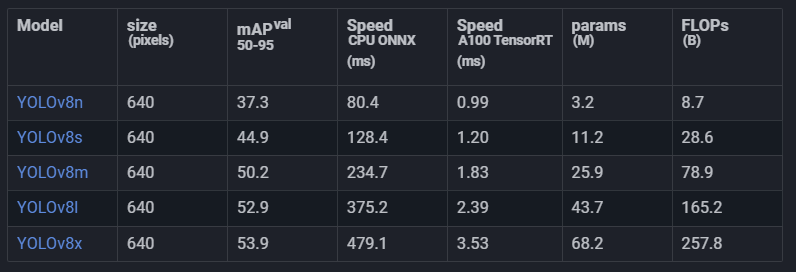 Model size (pixels) mAPval 50-95 Speed CPU ONNX (ms) Speed A100 TensorRT (ms) params (M) FLOPs (B)
YOLOv8n 640 37.3 80.4 0.99 3.2 8.7
YOLOv8s 640 44.9 128.4 1.20 11.2 28.6
YOLOv8m 640 50.2 234.7 1.83 25.9 78.9
YOLOv8l 640 52.9 375.2 2.39 43.7 165.2
YOLOv8x 640 53.9 479.1 3.53 68.2 257.8